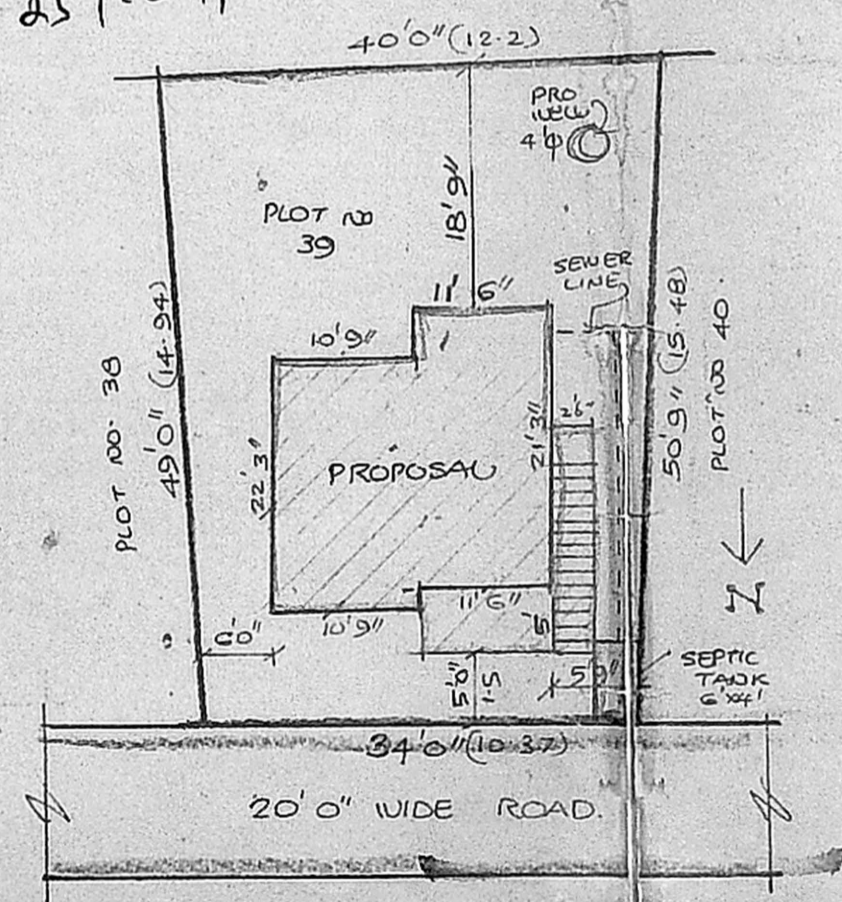 40'0" (12.2)
PRO
WELL
4'φ
PLOT NO
39
18'9"
SEWER
LINE
11' 6"
10'9"
PLOT NO. 38
49'0" (14.94)
22'3"
PROPOSAL
21'3"
2'6"
50'9" (15.48)
PLOT NO 40.
N
11'6"
5'
10'9"
6'0"
5'0"
1.5
5'9"
SEPTIC
TANK
6'x4'
34'0" (10.37)
20'0" WIDE ROAD.